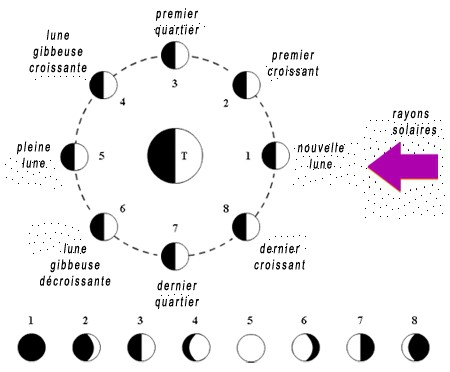 premier
quartier
lune
gibbeuse
croissante
premier
croissant
3
4
2
rayons
solaires
pleine
lune
5
T
1
nouvelle
lune
6
8
7
lune
gibbeuse
décroissante
dernier
croissant
dernier
quartier
1 2 3 4 5 6 7 8